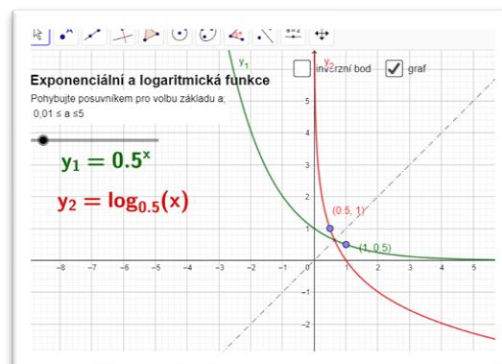 y₁
y₂
inverzní bod
graf
Exponenciální a logaritmická funkce
Pohybujte posuvníkem pro volbu základu a;
0,01 ≤ a ≤5
y₁ = 0.5ˣ
y₂ = log₀.₅(x)
(0.5, 1)
(1, 0.5)
5
4
3
2
1
-8 -7 -6 -5 -4 -3 -2 -1 0 1 2 3 4 5
-1
-2